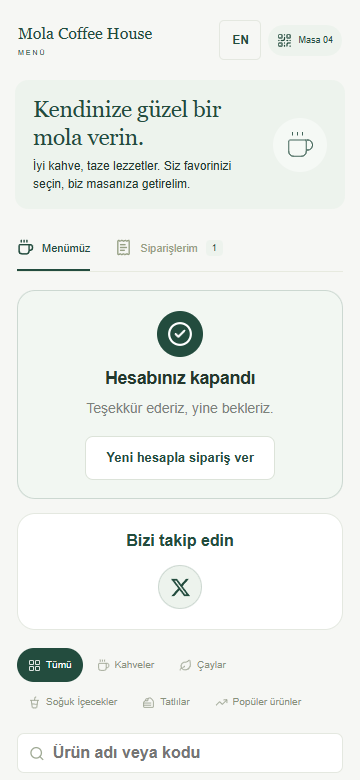 Mola Coffee House
MENÜ
EN
Masa 04
Kendinize güzel bir
mola verin.
İyi kahve, taze lezzetler. Siz favorinizi
seçin, biz masanıza getirelim.
Menümüz
Siparişlerim
1
Hesabınız kapandı
Teşekkür ederiz, yine bekleriz.
Yeni hesapla sipariş ver
Bizi takip edin
Tümü
Kahveler
Çaylar
Soğuk İçecekler
Tatlılar
Popüler ürünler
Ürün adı veya kodu